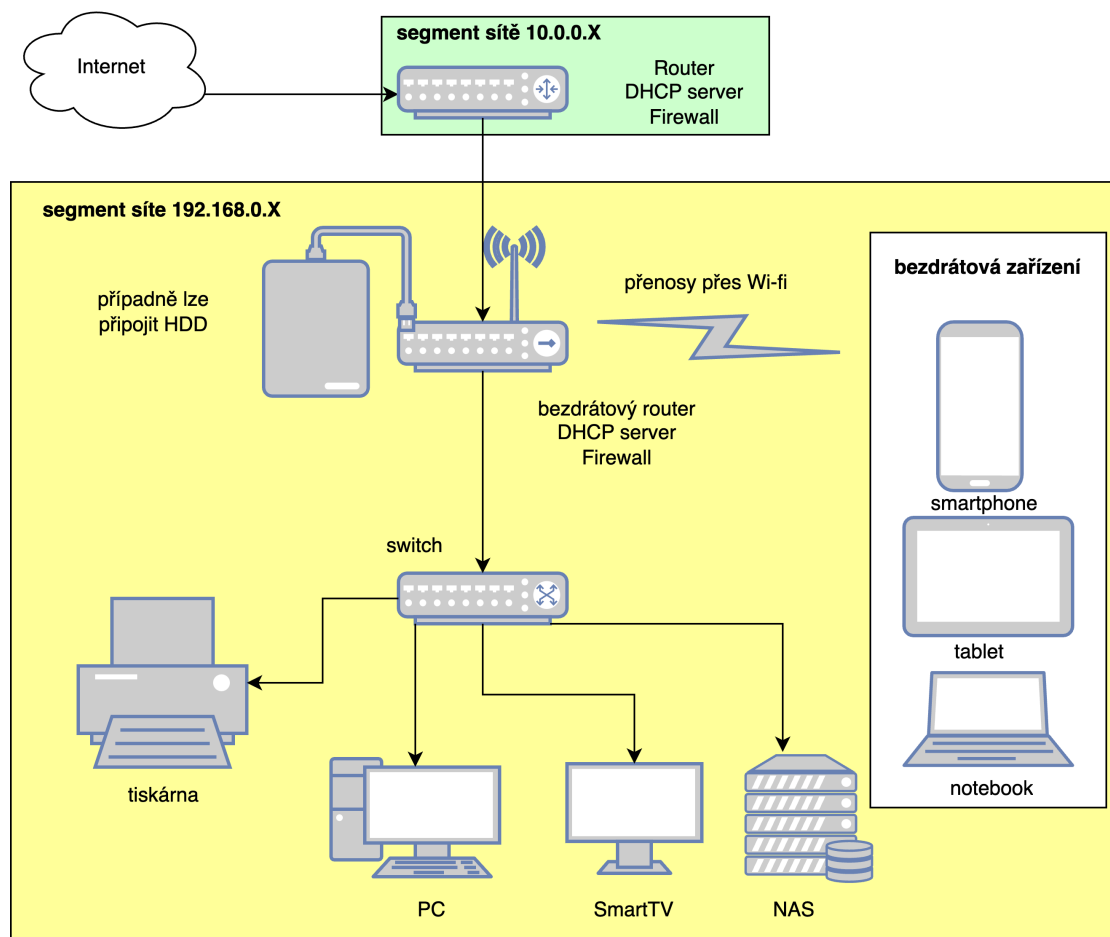 Internet
segment sítě 10.0.0.X
Router
DHCP server
Firewall
segment síte 192.168.0.X
případně lze
připojit HDD
přenosy přes Wi-fi
bezdrátová zařízení
bezdrátový router
DHCP server
Firewall
smartphone
switch
tablet
notebook
tiskárna
PC
SmartTV
NAS